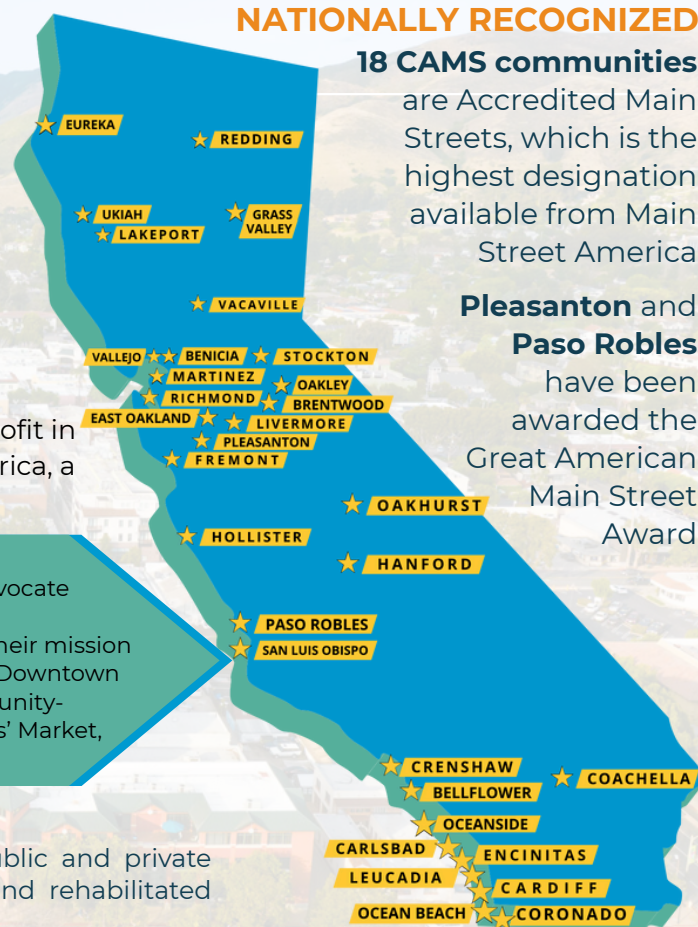 NATIONALLY RECOGNIZED
18 CAMS communities
are Accredited Main
Streets, which is the
highest designation
available from Main
Street America
Pleasanton and
Paso Robles
have been
awarded the
Great American
Main Street
Award
EUREKA
REDDING
UKIAH
LAKEPORT
GRASS
VALLEY
VACAVILLE
VALLEJO
BENICIA
STOCKTON
MARTINEZ
OAKLEY
RICHMOND
BRENTWOOD
EAST OAKLAND
LIVERMORE
PLEASANTON
FREMONT
OAKHURST
HOLLISTER
HANFORD
PASO ROBLES
SAN LUIS OBISPO
CRENSHAW
COACHELLA
BELLFLOWER
OCEANSIDE
CARLSBAD
ENCINITAS
LEUCADIA
CARDIFF
OCEAN BEACH
CORONADO
ofit in
rica, a
vocate
heir mission
Downtown
unity-
s' Market,
blic and private
nd rehabilitated